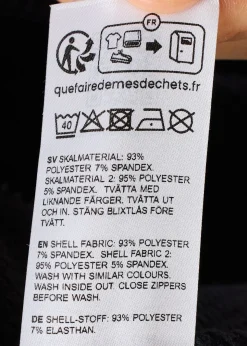 FR
quefairedemesdechets.fr
40
SV SKALMATERIAL: 93%
POLYESTER 7% SPANDEX.
SKALMATERIAL 2: 95% POLYESTER
5% SPANDEX. TVÄTTA MED
LIKNANDE FÄRGER, TVÄTTA UT
OCH IN. STÄNG BLIXTLÅS FÖRE
TVÄTT.
EN SHELL FABRIC: 93% POLYESTER
7% SPANDEX. SHELL FABRIC 2:
95% POLYESTER 5% SPANDEX.
WASH WITH SIMILAR COLOURS.
WASH INSIDE OUT. CLOSE ZIPPERS
BEFORE WASH.
DE SHELL-STOFF: 93% POLYESTER
7% ELASTHAN.